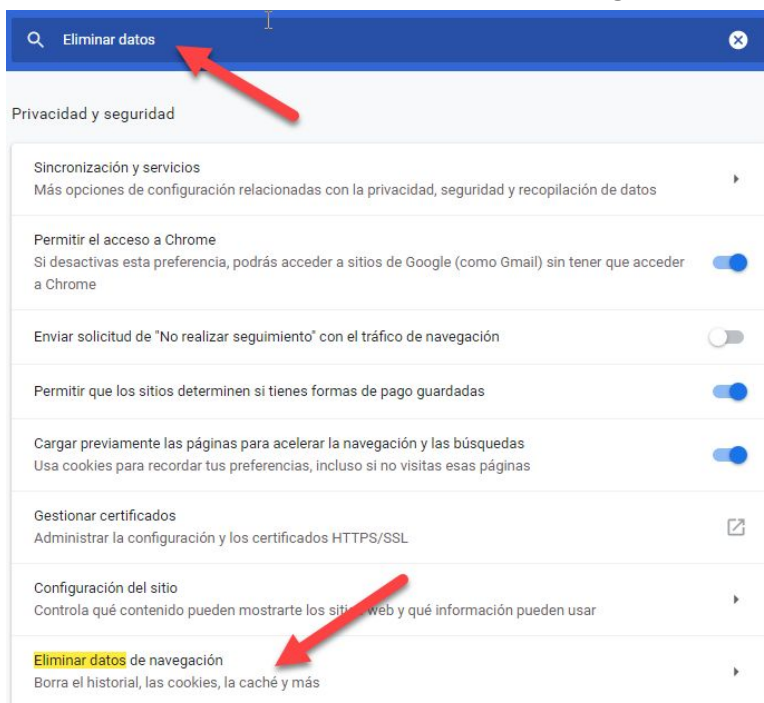 Eliminar datos
Privacidad y seguridad
Sincronización y servicios
Más opciones de configuración relacionadas con la privacidad, seguridad y recopilación de datos
Permitir el acceso a Chrome
Si desactivas esta preferencia, podrás acceder a sitios de Google (como Gmail) sin tener que acceder
a Chrome
Enviar solicitud de "No realizar seguimiento" con el tráfico de navegación
Permitir que los sitios determinen si tienes formas de pago guardadas
Cargar previamente las páginas para acelerar la navegación y las búsquedas
Usa cookies para recordar tus preferencias, incluso si no visitas esas páginas
Gestionar certificados
Administrar la configuración y los certificados HTTPS/SSL
Configuración del sitio
Controla qué contenido pueden mostrarte los sitios web y qué información pueden usar
Eliminar datos de navegación
Borra el historial, las cookies, la caché y más